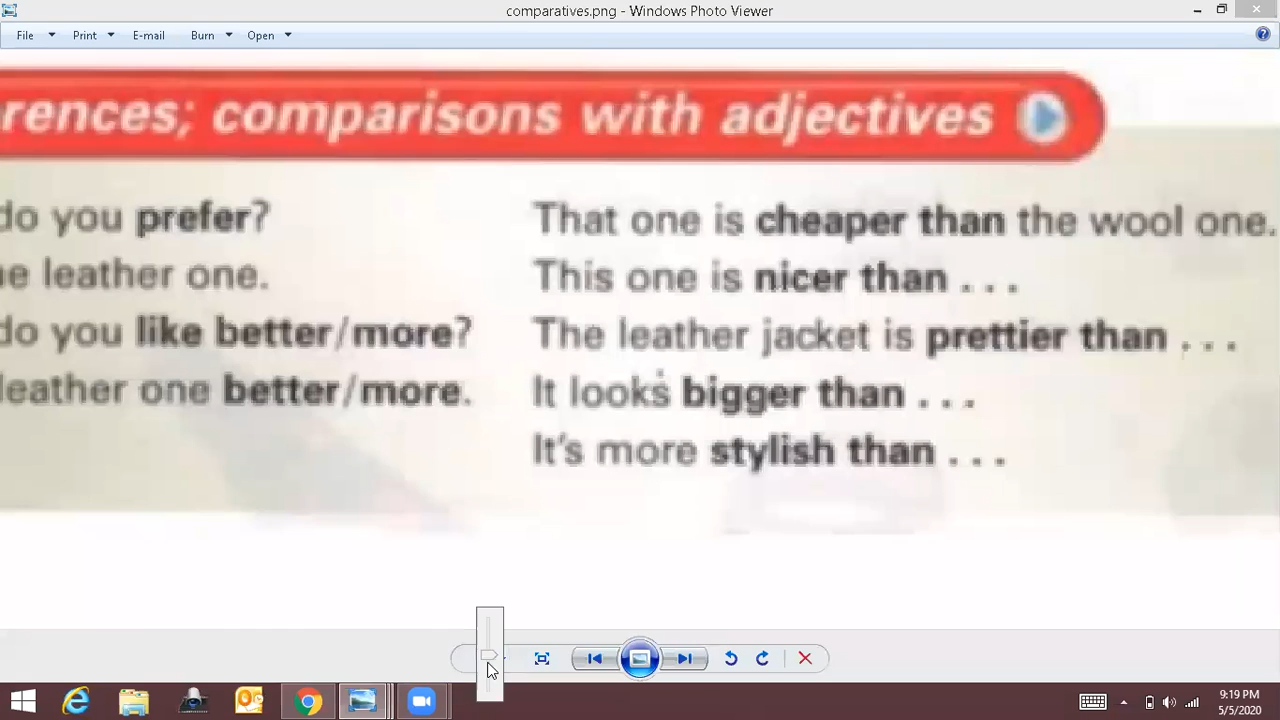 comparatives.png - Windows Photo Viewer
File Print E-mail Burn Open
rences; comparisons with adjectives
do you prefer?
e leather one.
do you like better/more?
leather one better/more.
That one is cheaper than the wool one.
This one is nicer than . . .
The leather jacket is prettier than . . .
It looks bigger than . . .
It's more stylish than . . .
9:19 PM
5/5/2020